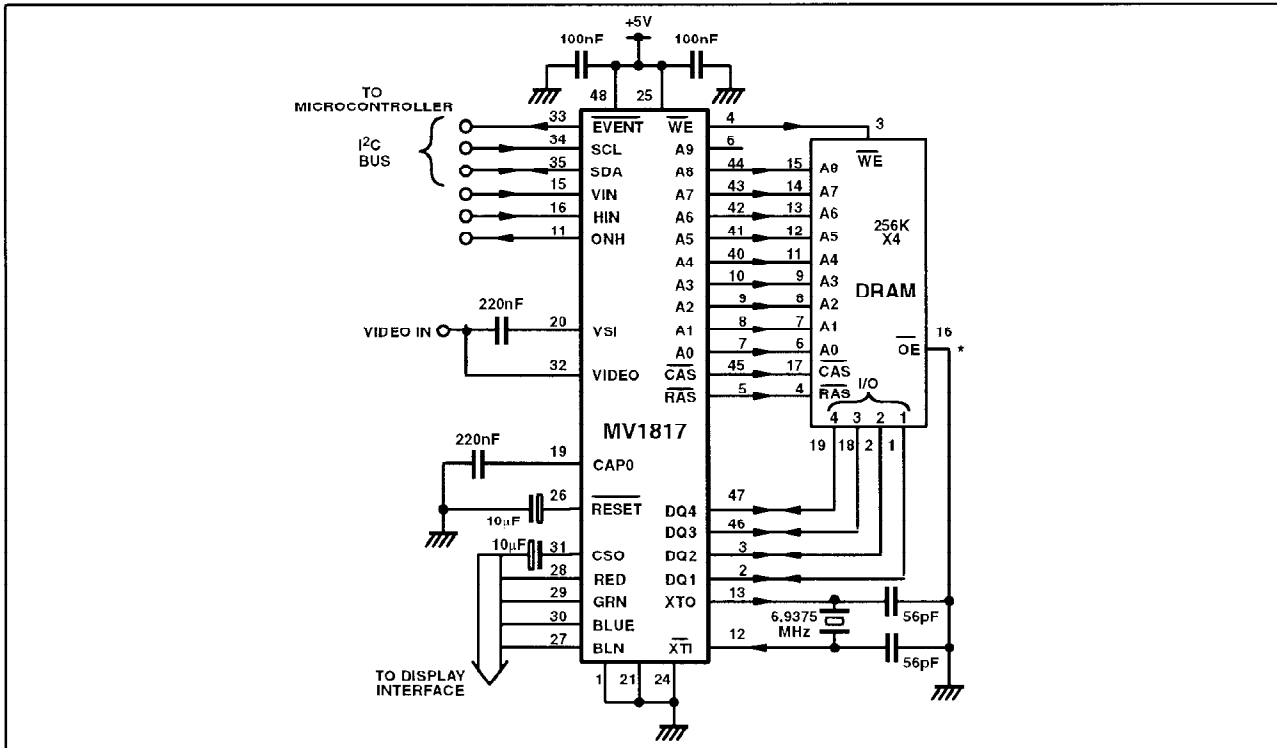 +5V
100nF
100nF
48
25
TO
MICROCONTROLLER
I²C
BUS
33
34
35
15
16
11
EVENT
SCL
SDA
VIN
HIN
ONH
WE
A9
A8
A7
A6
A5
A4
A3
A2
A1
A0
CAS
RAS
4
6
44
43
42
41
40
10
9
8
7
45
5
3
15
14
13
12
11
9
8
7
6
17
4
WE
A8
A7
A6
A5
A4
A3
A2
A1
A0
CAS
RAS
256K
X4
DRAM
16
OE
*
I/O
4 3 2 1
19 18 2 1
220nF
VIDEO IN
20
VSI
32
VIDEO
MV1817
220nF
19
CAP0
26
RESET
10µF
10µF
31
CSO
28
RED
29
GRN
30
BLUE
27
BLN
47
DQ4
46
DQ3
3
DQ2
2
DQ1
13
XTO
12
XTI
6.9375
MHz
56pF
56pF
TO DISPLAY
INTERFACE
1
21
24